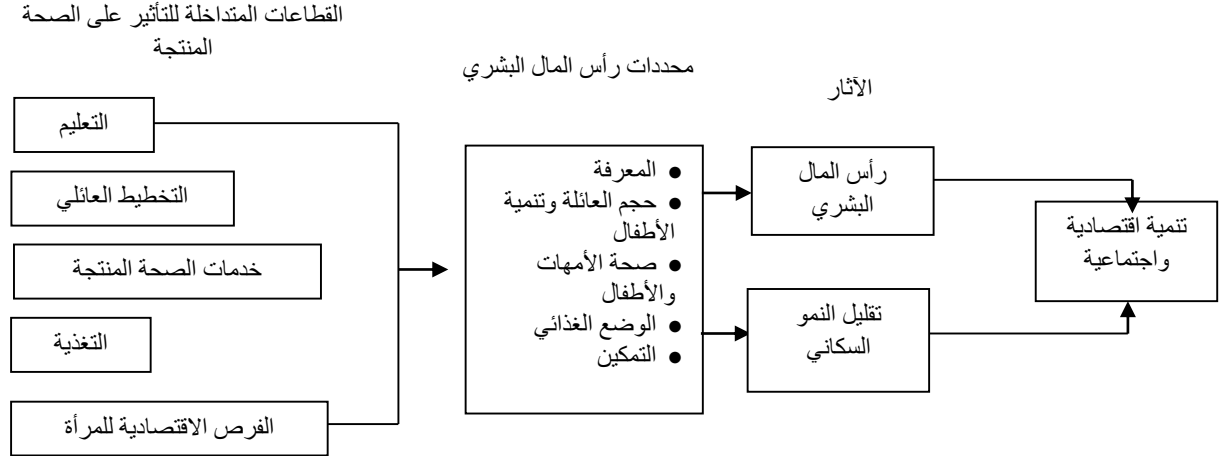 القطاعات المتداخلة للتأثير على الصحة
المنتجة
محددات رأس المال البشري
الآثار
التعليم
التخطيط العائلي
خدمات الصحة المنتجة
التغذية
الفرص الاقتصادية للمرأة
● المعرفة
● حجم العائلة وتنمية
الأطفال
● صحة الأمهات
والأطفال
● الوضع الغذائي
● التمكين
رأس المال
البشري
تقليل النمو
السكاني
تنمية اقتصادية
واجتماعية